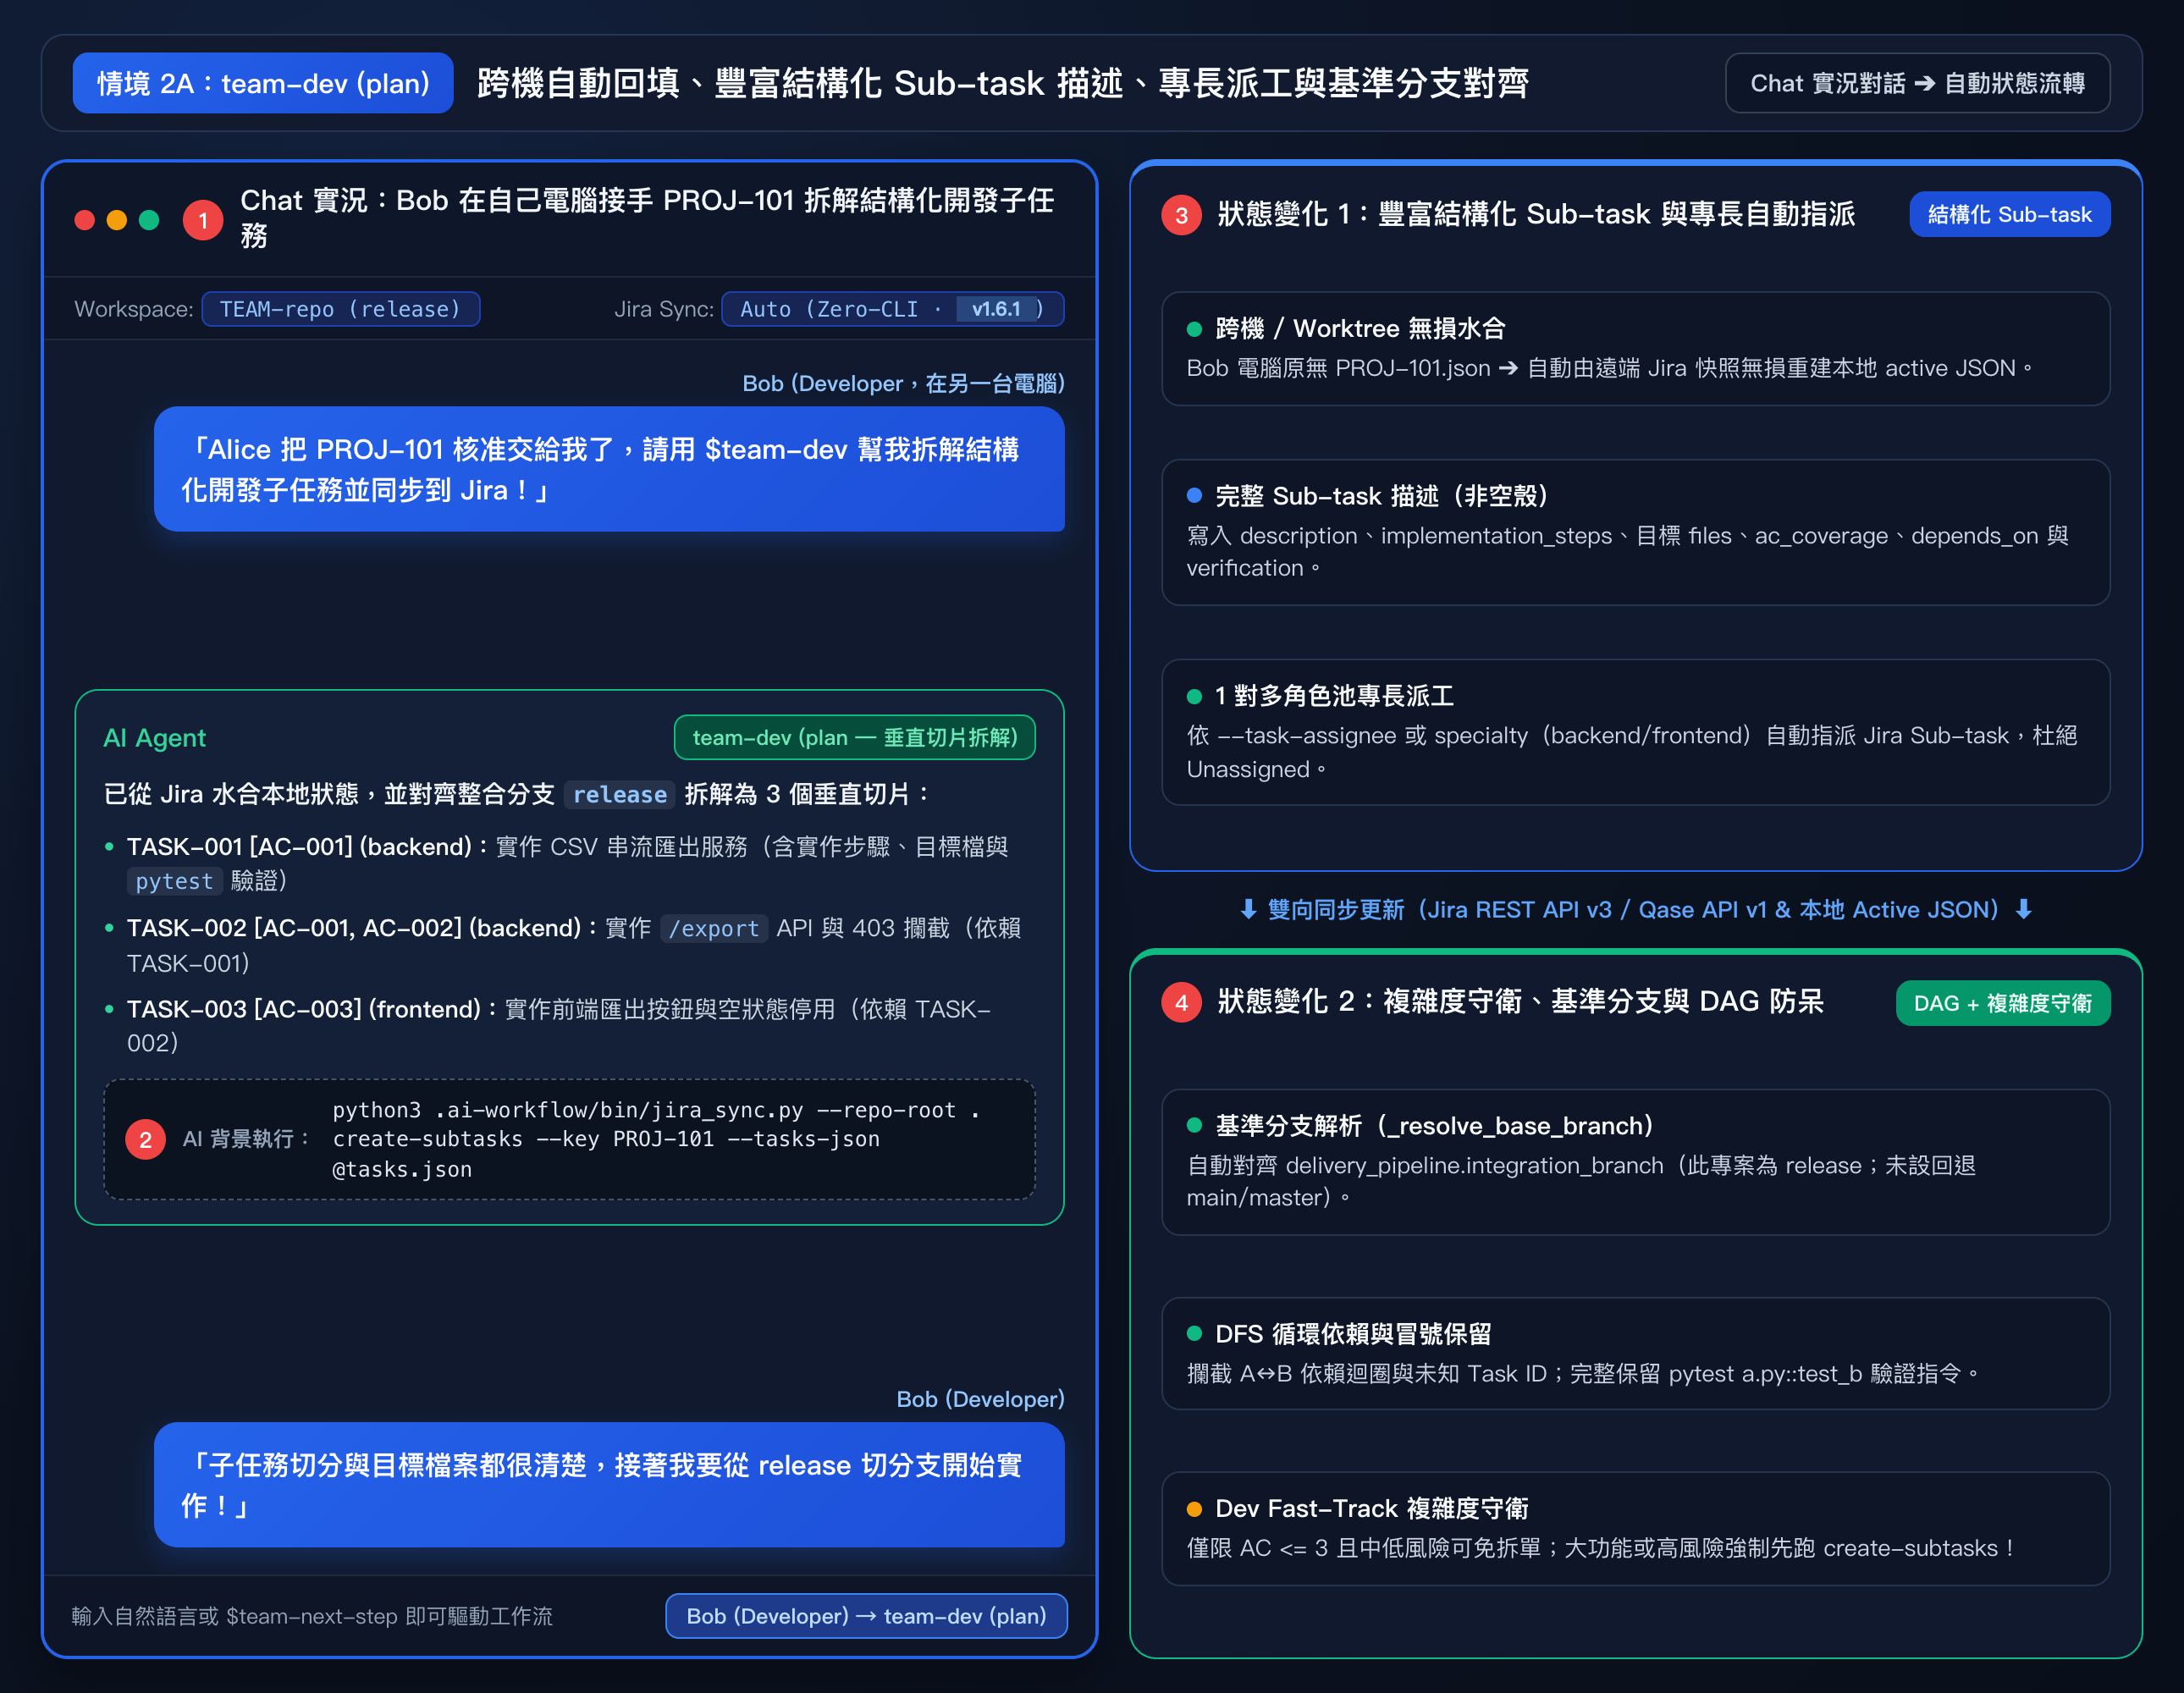 情境 2A：team-dev (plan)
跨機自動回填、豐富結構化 Sub-task 描述、專長派工與基準分支對齊
Chat 實況對話 ➔ 自動狀態流轉
1
Chat 實況：Bob 在自己電腦接手 PROJ-101 拆解結構化開發子任
務
Workspace: TEAM-repo (release)
Jira Sync: Auto (Zero-CLI · v1.6.1 )
Bob (Developer，在另一台電腦)
「Alice 把 PROJ-101 核准交給我了，請用 $team-dev 幫我拆解結構
化開發子任務並同步到 Jira！」
AI Agent
team-dev (plan — 垂直切片拆解)
已從 Jira 水合本地狀態，並對齊整合分支 release 拆解為 3 個垂直切片：
• TASK-001 [AC-001] (backend)：實作 CSV 串流匯出服務（含實作步驟、目標檔與
pytest 驗證）
• TASK-002 [AC-001, AC-002] (backend)：實作 /export API 與 403 攔截（依賴
TASK-001）
• TASK-003 [AC-003] (frontend)：實作前端匯出按鈕與空狀態停用（依賴 TASK-
002）
2
AI 背景執行：
python3 .ai-workflow/bin/jira_sync.py --repo-root .
create-subtasks --key PROJ-101 --tasks-json
@tasks.json
Bob (Developer)
「子任務切分與目標檔案都很清楚，接著我要從 release 切分支開始實
作！」
輸入自然語言或 $team-next-step 即可驅動工作流
Bob (Developer) → team-dev (plan)
3
狀態變化 1：豐富結構化 Sub-task 與專長自動指派
結構化 Sub-task
跨機 / Worktree 無損水合
Bob 電腦原無 PROJ-101.json ➔ 自動由遠端 Jira 快照無損重建本地 active JSON。
完整 Sub-task 描述（非空殼）
寫入 description、implementation_steps、目標 files、ac_coverage、depends_on 與
verification。
1 對多角色池專長派工
依 --task-assignee 或 specialty（backend/frontend）自動指派 Jira Sub-task，杜絕
Unassigned。
⬇ 雙向同步更新（Jira REST API v3 / Qase API v1 & 本地 Active JSON）⬇
4
狀態變化 2：複雜度守衛、基準分支與 DAG 防呆
DAG + 複雜度守衛
基準分支解析（_resolve_base_branch）
自動對齊 delivery_pipeline.integration_branch（此專案為 release；未設回退
main/master）。
DFS 循環依賴與冒號保留
攔截 A↔B 依賴迴圈與未知 Task ID；完整保留 pytest a.py::test_b 驗證指令。
Dev Fast-Track 複雜度守衛
僅限 AC <= 3 且中低風險可免拆單；大功能或高風險強制先跑 create-subtasks！